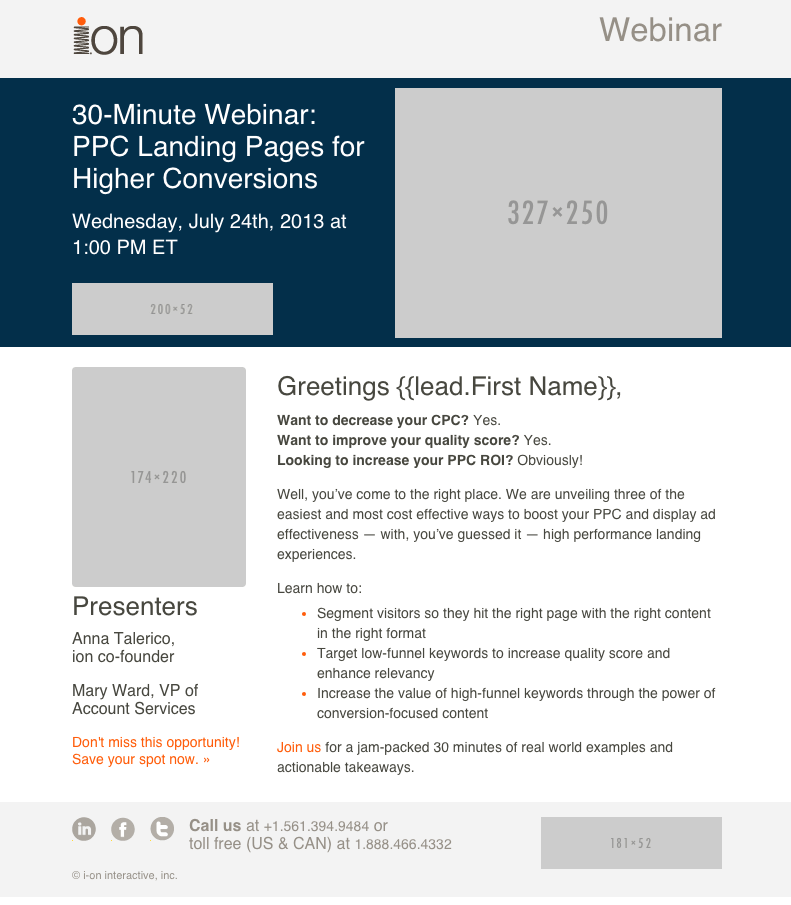 ion
Webinar
30-Minute Webinar:
PPC Landing Pages for
Higher Conversions
Wednesday, July 24th, 2013 at
1:00 PM ET
200×52
327×250
174×220
Presenters
Anna Talerico,
ion co-founder
Mary Ward, VP of
Account Services
Don't miss this opportunity!
Save your spot now. »
Greetings {{lead.First Name}},
Want to decrease your CPC? Yes.
Want to improve your quality score? Yes.
Looking to increase your PPC ROI? Obviously!
Well, you've come to the right place. We are unveiling three of the
easiest and most cost effective ways to boost your PPC and display ad
effectiveness — with, you've guessed it — high performance landing
experiences.
Learn how to:
• Segment visitors so they hit the right page with the right content
in the right format
• Target low-funnel keywords to increase quality score and
enhance relevancy
• Increase the value of high-funnel keywords through the power of
conversion-focused content
Join us for a jam-packed 30 minutes of real world examples and
actionable takeaways.
in f t
Call us at +1.561.394.9484 or
toll free (US & CAN) at 1.888.466.4332
© i-on interactive, inc.
181×52